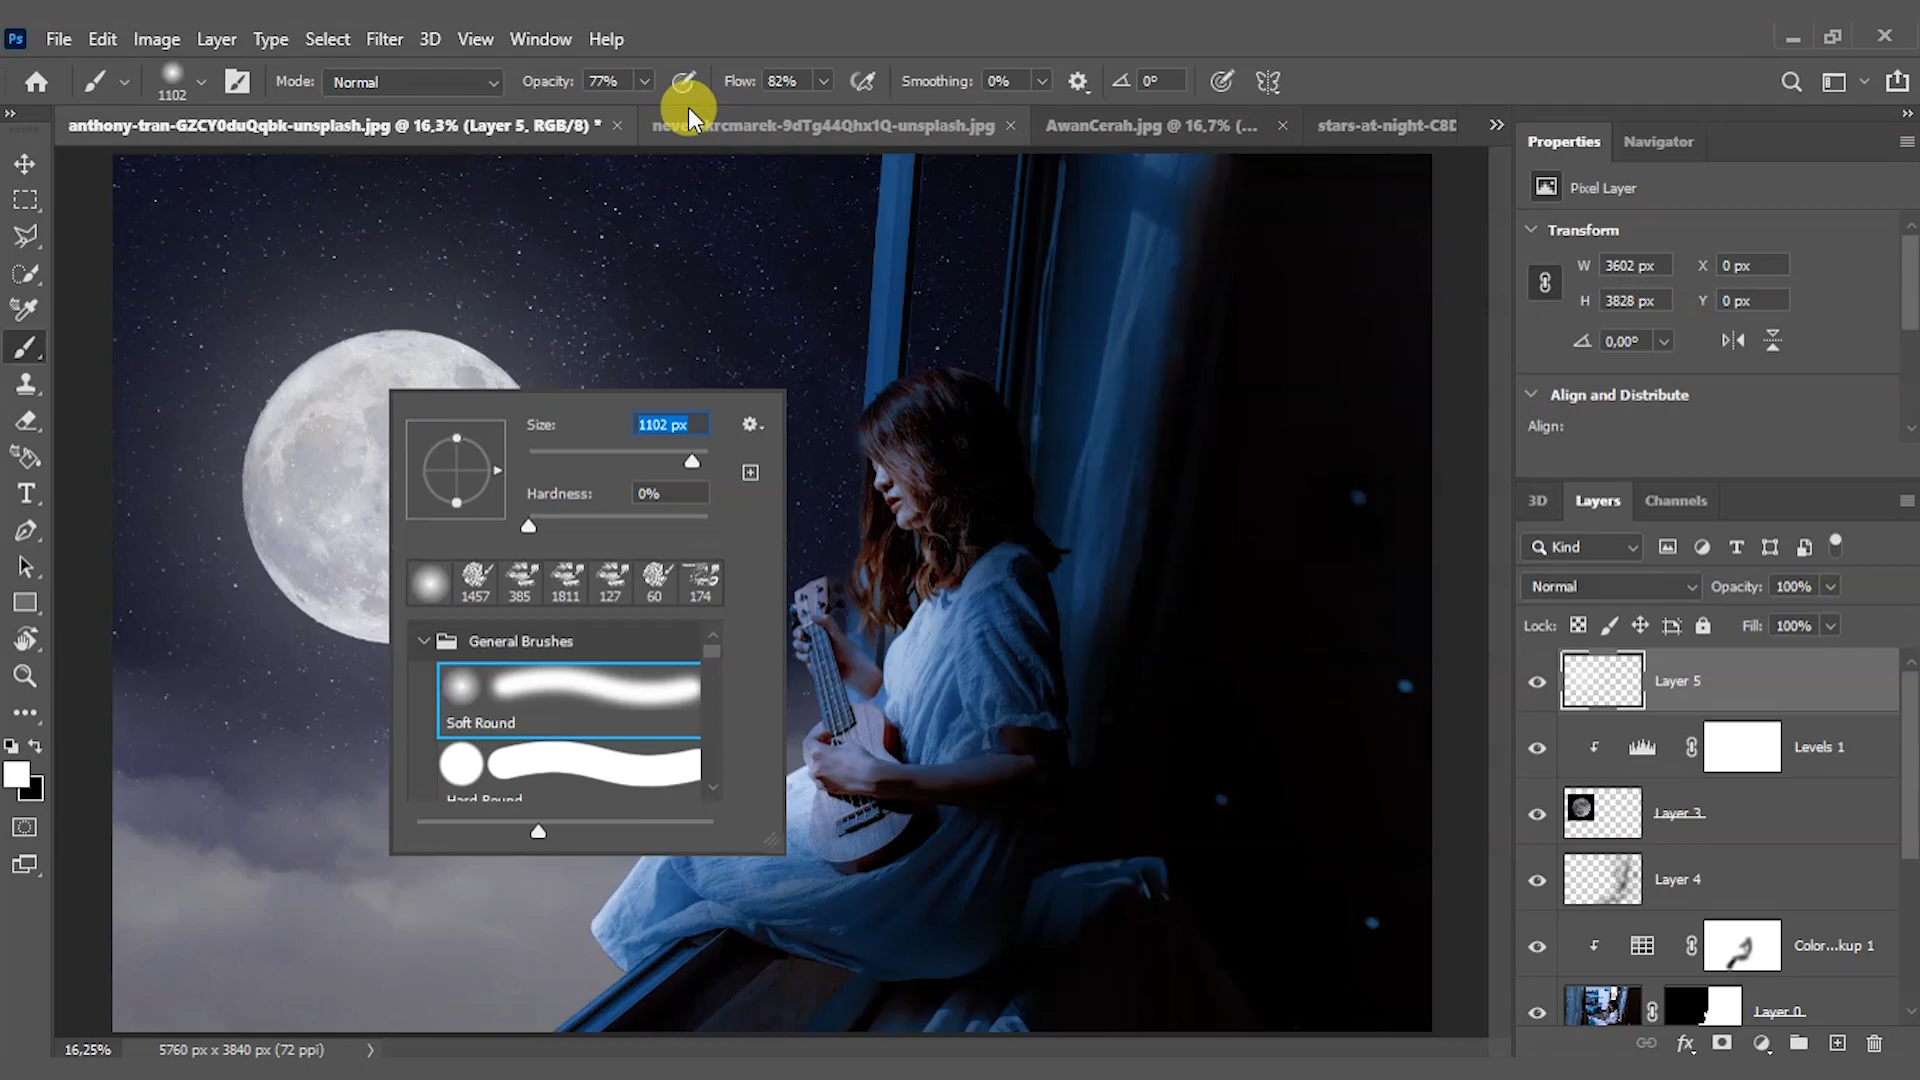 Ps File Edit Image Layer Type Select Filter 3D View Window Help
1102 Mode: Normal Opacity: 77% Flow: 82% Smoothing: 0% 0°
anthony-tran-GZCY0duQqbk-unsplash.jpg @ 16,3% (Layer 5, RGB/8) *
krcmarek-9dTg44Qhx1Q-unsplash.jpg
AwanCerah.jpg @ 16,7% (...
stars-at-night-C8D
Properties Navigator
Pixel Layer
Transform
W 3602 px X 0 px
H 3828 px Y 0 px
0,00°
Align and Distribute
Align:
Size: 1102 px
Hardness: 0%
1457 385 1811 127 60 174
General Brushes
Soft Round
Hard Round
3D Layers Channels
Kind
Normal Opacity: 100%
Lock: Fill: 100%
Layer 5
Levels 1
Layer 3
Layer 4
Color...kup 1
Layer 0
fx
16,25% 5760 px x 3840 px (72 ppi)